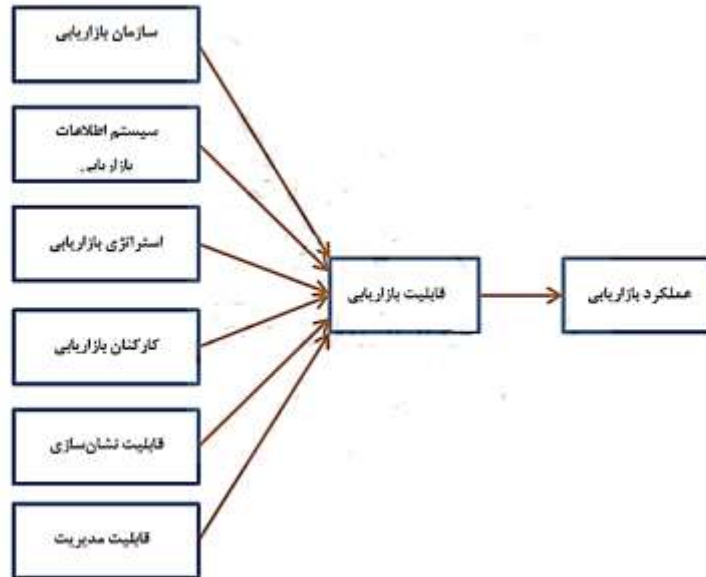 سازمان بازاریابی
سیستم اطلاعات
بازاریابی
استراتژی بازاریابی
کارکنان بازاریابی
قابلیت نشان‌سازی
قابلیت مدیریت
قابلیت بازاریابی
عملکرد بازاریابی